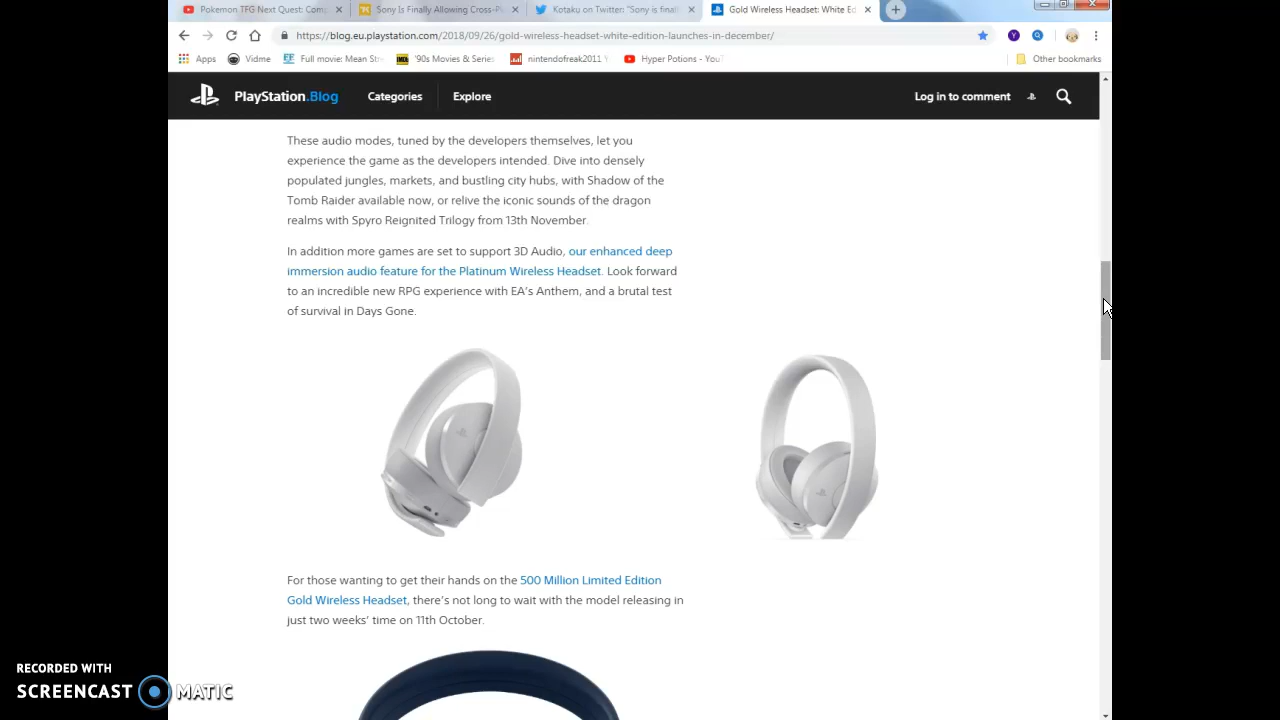 Pokemon TFG Next Quest: Com
Sony Is Finally Allowing Cross-Pl
Kotaku on Twitter: "Sony is final
Gold Wireless Headset: White Ed
https://blog.eu.playstation.com/2018/09/26/gold-wireless-headset-white-edition-launches-in-december/
Apps
Vidme
Full movie: Mean Str
'90s Movies & Series
nintendofreak2011 Y
Hyper Potions - YouT
Other bookmarks
PlayStation.Blog
Categories
Explore
Log in to comment
These audio modes, tuned by the developers themselves, let you
experience the game as the developers intended. Dive into densely
populated jungles, markets, and bustling city hubs, with Shadow of the
Tomb Raider available now, or relive the iconic sounds of the dragon
realms with Spyro Reignited Trilogy from 13th November.
In addition more games are set to support 3D Audio, our enhanced deep
immersion audio feature for the Platinum Wireless Headset. Look forward
to an incredible new RPG experience with EA's Anthem, and a brutal test
of survival in Days Gone.
For those wanting to get their hands on the 500 Million Limited Edition
Gold Wireless Headset, there's not long to wait with the model releasing in
just two weeks' time on 11th October.
RECORDED WITH
SCREENCAST MATIC